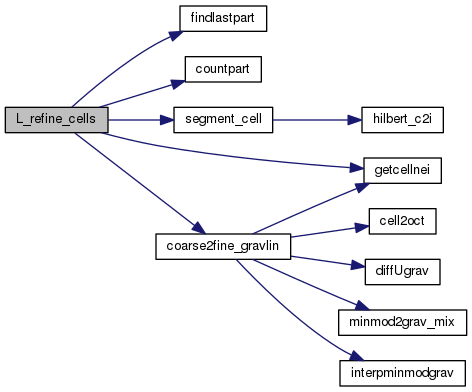 findlastpart
countpart
L_refine_cells
segment_cell
hilbert_c2i
getcellnei
cell2oct
coarse2fine_gravlin
diffUgrav
minmod2grav_mix
interpminmodgrav